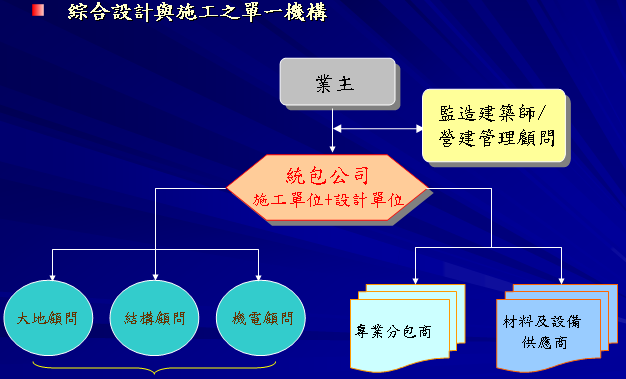 綜合設計與施工之單一機構
業主
監造建築師/
營建管理顧問
統包公司
施工單位+設計單位
大地顧問
結構顧問
機電顧問
專業分包商
材料及設備
供應商